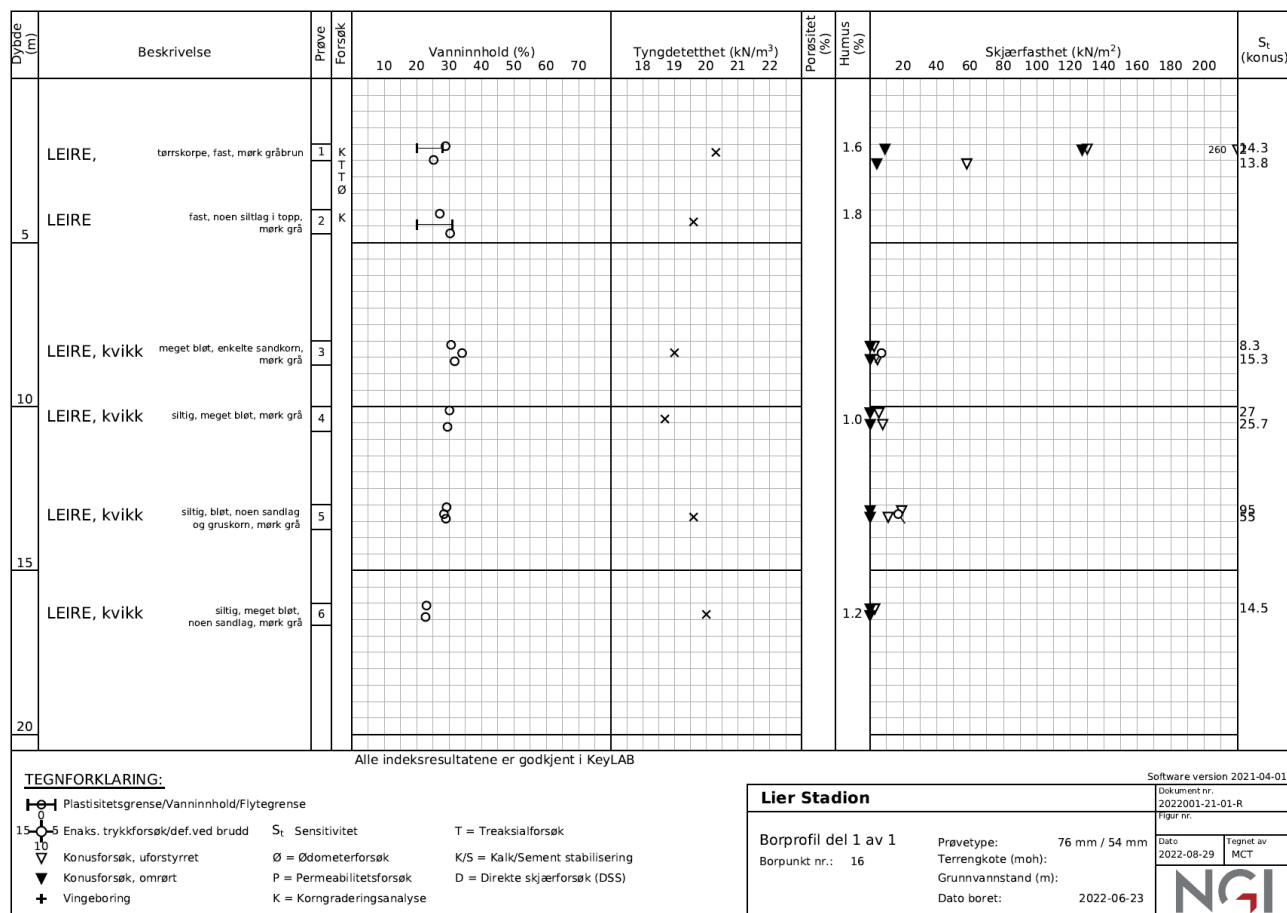 Dybde (m)
Beskrivelse
Prøve
Forsøk
Vanninnhold (%)
10 20 30 40 50 60 70
Tyngdetetthet (kN/m³)
18 19 20 21 22
Porøsitet (%)
Humus (%)
Skjærfasthet (kN/m²)
20 40 60 80 100 120 140 160 180 200
St (konus)
LEIRE, tørrskorpe, fast, mørk gråbrun 1 K 1.6 260 14.3
T 13.8
T
Ø
LEIRE fast, noen siltlag i topp, 2 K 1.8
mørk grå
5
LEIRE, kvikk meget bløt, enkelte sandkorn, 3 8.3
mørk grå 15.3
10
LEIRE, kvikk siltig, meget bløt, mørk grå 4 1.0 27
25.7
LEIRE, kvikk siltig, bløt, noen sandlag 5 95
og gruskorn, mørk grå 55
15
LEIRE, kvikk siltig, meget bløt, 6 1.2 14.5
noen sandlag, mørk grå
20
Alle indeksresultatene er godkjent i KeyLAB
TEGNFORKLARING:
Plastisitetsgrense/Vanninnhold/Flytegrense
0
15 5 Enaks. trykkforsøk/def.ved brudd St Sensitivitet T = Treaksialforsøk
10
Konusforsøk, uforstyrret Ø = Ødometerforsøk K/S = Kalk/Sement stabilisering
Konusforsøk, omrørt P = Permeabilitetsforsøk D = Direkte skjærforsøk (DSS)
Vingeboring K = Korngraderingsanalyse
Software version 2021-04-01
Lier Stadion
Dokument nr.
2022001-21-01-R
Figur nr.
Borprofil del 1 av 1
Borpunkt nr.: 16
Prøvetype: 76 mm / 54 mm
Terrengkote (moh):
Grunnvannstand (m):
Dato boret: 2022-06-23
Dato
2022-08-29
Tegnet av
MCT
NGI